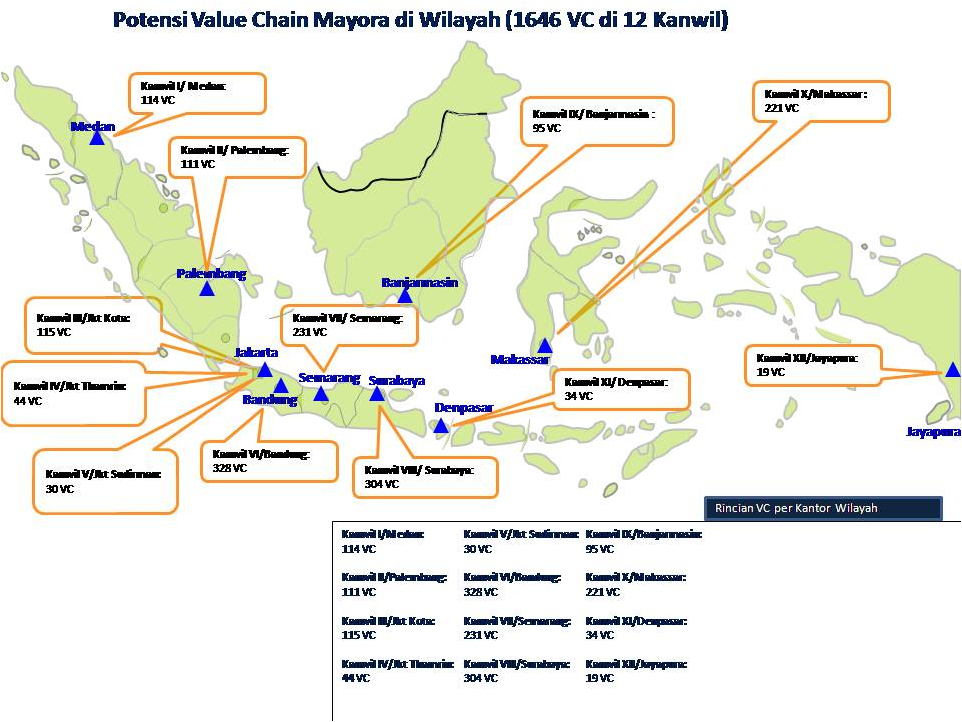 Potensi Value Chain Mayora di Wilayah (1646 VC di 12 Kanwil)
Kanwil I/ Medan:
114 VC
Medan
Kanwil II/ Palembang:
111 VC
Kanwil IX/ Banjarmasin :
95 VC
Kanwil X/Makassar :
221 VC
Palembang
Banjarmasin
Kanwil III/Jkt Kota:
115 VC
Kanwil VII/ Semarang:
231 VC
Jakarta
Makassar
Kanwil XII/Jayapura:
19 VC
Kanwil IV/Jkt Thamrin:
44 VC
Semarang
Surabaya
Kanwil XI/ Denpasar:
34 VC
Bandung
Denpasar
Jayapura
Kanwil VI/Bandung:
328 VC
Kanwil V/Jkt Sudirman:
30 VC
Kanwil VIII/ Surabaya:
304 VC
Rincian VC per Kantor Wilayah
Kanwil I/Medan:
114 VC
Kanwil II/Palembang:
111 VC
Kanwil III/Jkt Kota:
115 VC
Kanwil IV/Jkt Thamrin:
44 VC
Kanwil V/Jkt Sudirman:
30 VC
Kanwil VI/Bandung:
328 VC
Kanwil VII/Semarang:
231 VC
Kanwil VIII/Surabaya:
304 VC
Kanwil IX/Banjarmasin:
95 VC
Kanwil X/Makassar:
221 VC
Kanwil XI/Denpasar:
34 VC
Kanwil XII/Jayapura:
19 VC